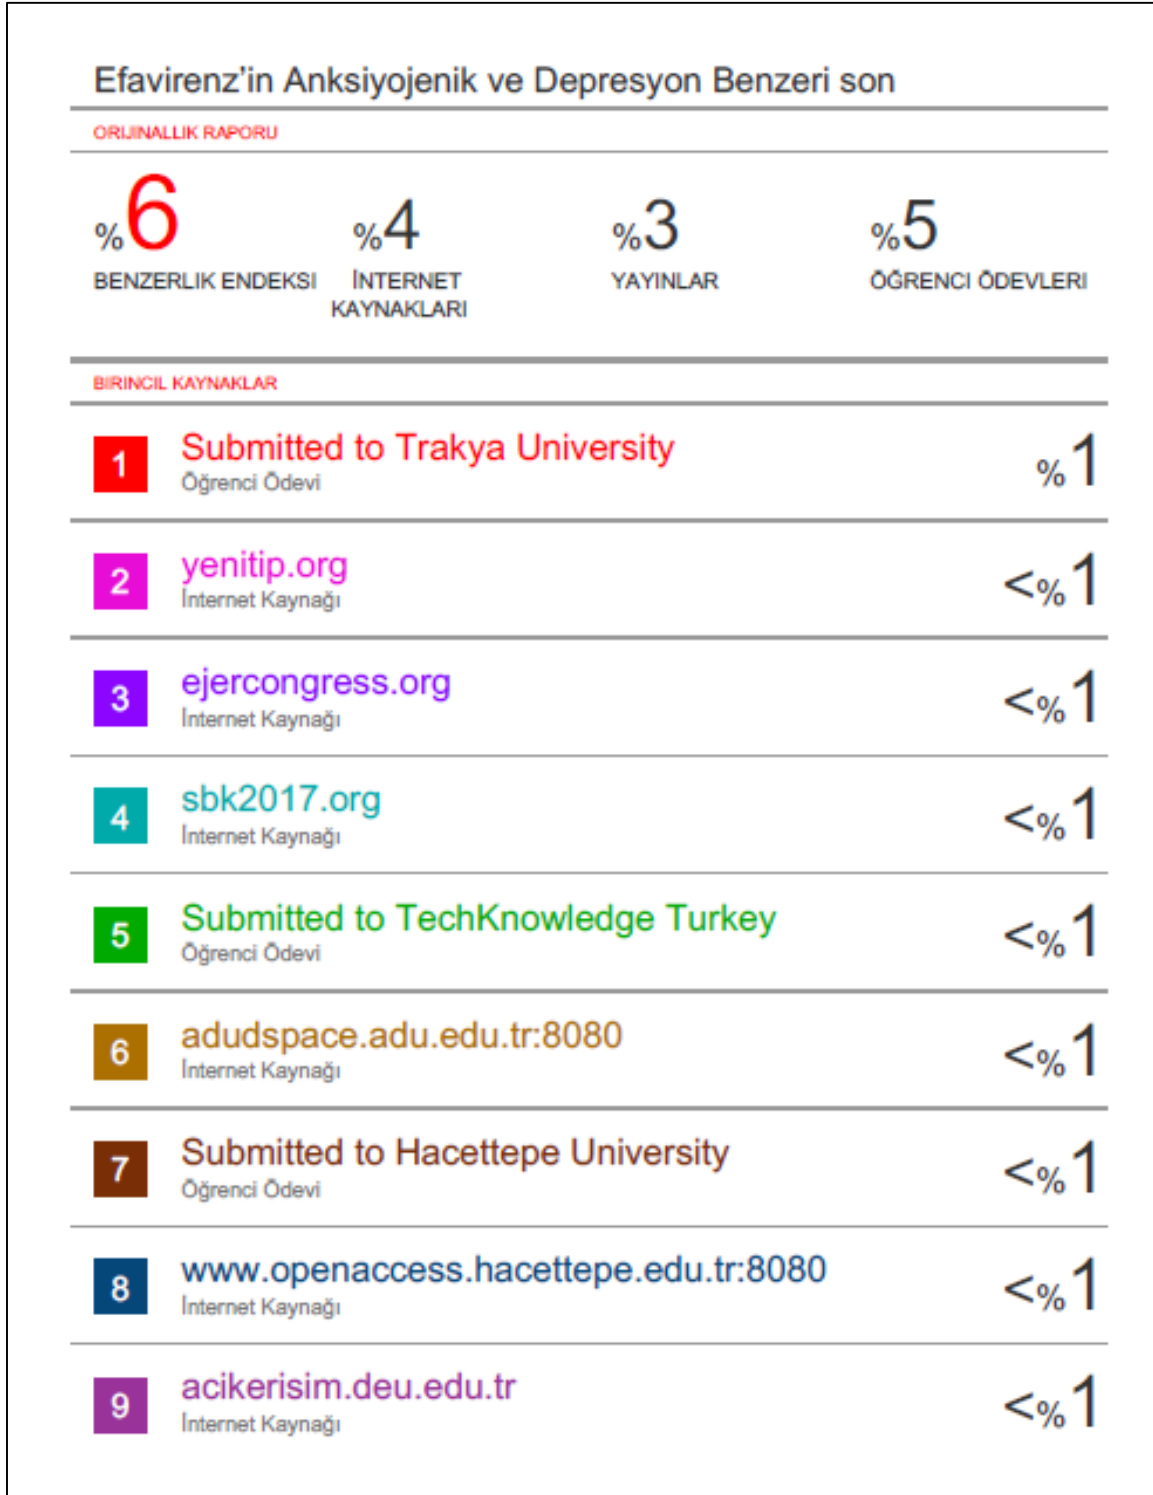 Efavirenz'in Anksiyojenik ve Depresyon Benzeri son
ORIJINALLIK RAPORU
%6 %4 %3 %5
BENZERLIK ENDEKSI İNTERNET YAYINLAR ÖĞRENCI ÖDEVLERI
KAYNAKLARI
BIRINCIL KAYNAKLAR
1 Submitted to Trakya University %1
Öğrenci Ödevi
2 yenitip.org <%1
İnternet Kaynağı
3 ejercongress.org <%1
İnternet Kaynağı
4 sbk2017.org <%1
İnternet Kaynağı
5 Submitted to TechKnowledge Turkey <%1
Öğrenci Ödevi
6 adudspace.adu.edu.tr:8080 <%1
İnternet Kaynağı
7 Submitted to Hacettepe University <%1
Öğrenci Ödevi
8 www.openaccess.hacettepe.edu.tr:8080 <%1
İnternet Kaynağı
9 acikerisim.deu.edu.tr <%1
İnternet Kaynağı